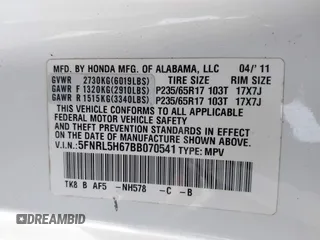 MFD BY HONDA MFG. OF ALABAMA, LLC 04/'11
GVWR 2730KG(6019LBS) TIRE SIZE RIM SIZE
GAWR F 1320KG(2910LBS) P235/65R17 103T 17X7J
GAWR R 1515KG(3340LBS) P235/65R17 103T 17X7J
THIS VEHICLE CONFORMS TO ALL APPLICABLE
FEDERAL MOTOR VEHICLE SAFETY STANDARDS IN EFFECT
ON THE DATE OF MANUFACTURE SHOWN ABOVE.
V.I.N.: 5FNRL5H67BB070541 TYPE: MPV
TK8 B AF5 -NH578 -C -B
DREAMBID